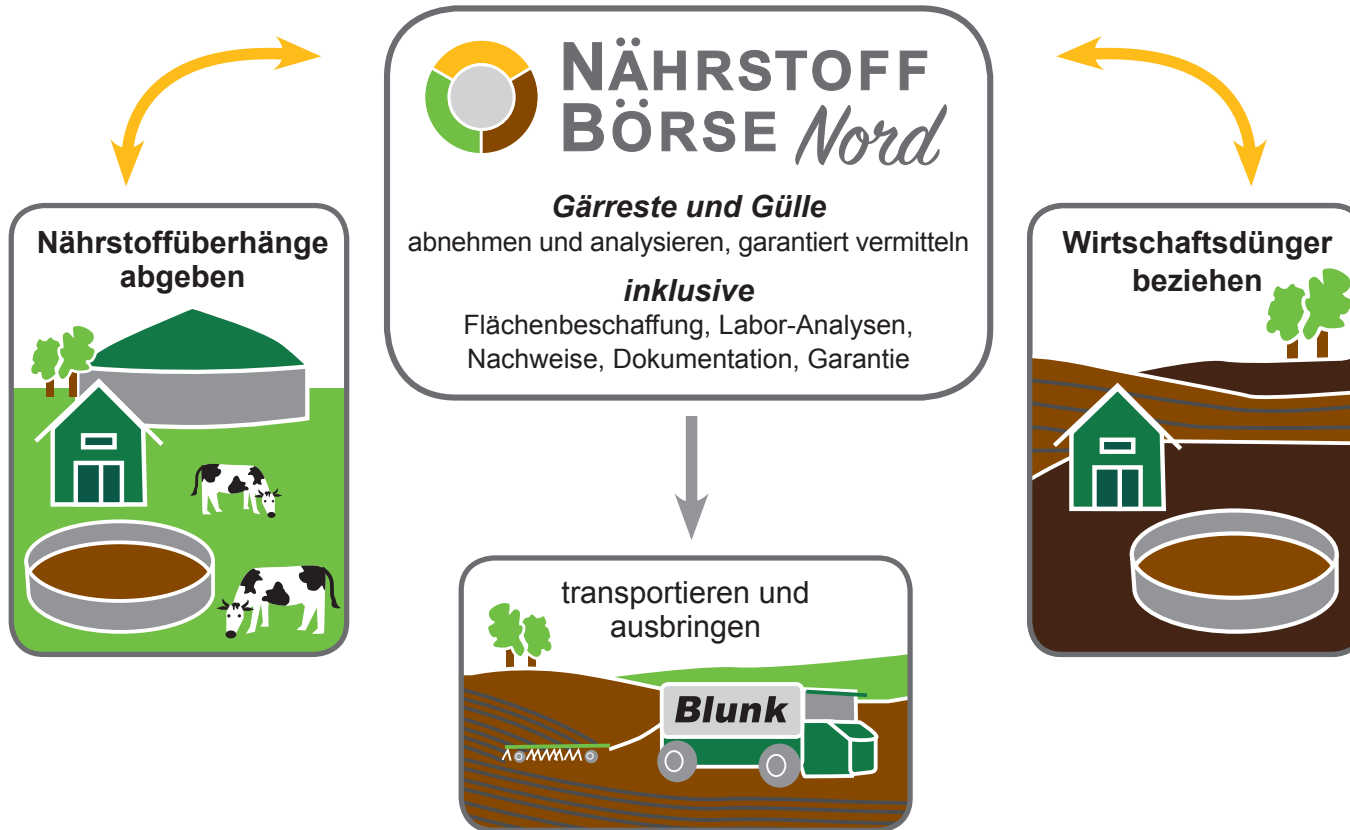 NÄHRSTOFF
BÖRSE Nord
Gärreste und Gülle
abnehmen und analysieren, garantiert vermitteln
inklusive
Flächenbeschaffung, Labor-Analysen,
Nachweise, Dokumentation, Garantie
Nährstoffüberhänge
abgeben
Wirtschaftsdünger
beziehen
transportieren und
ausbringen
Blunk